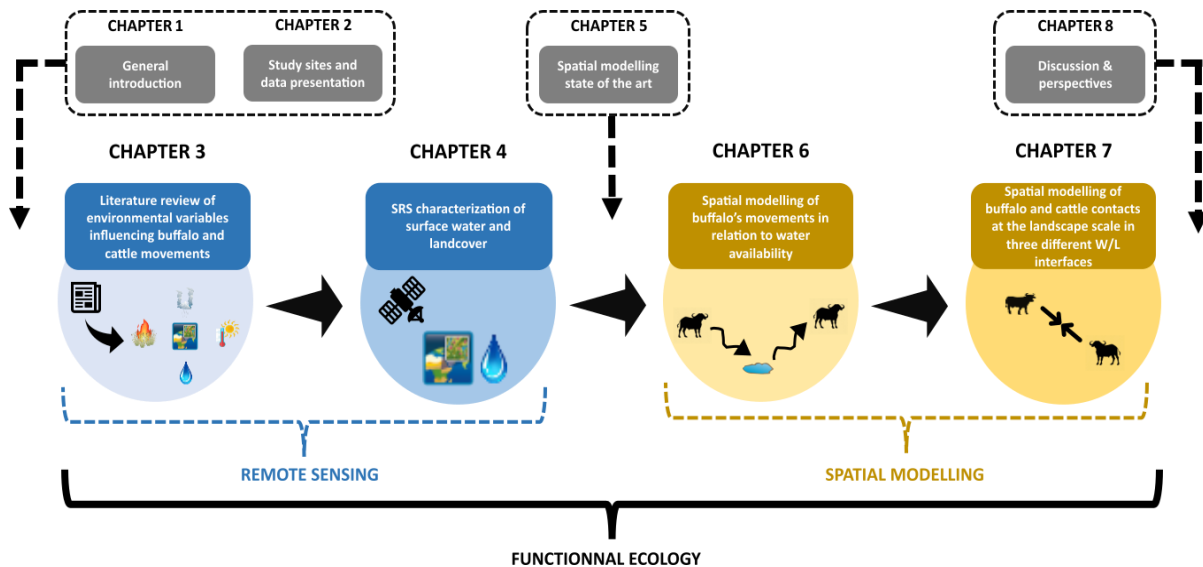 CHAPTER 1
General
introduction
CHAPTER 2
Study sites and
data presentation
CHAPTER 5
Spatial modelling
state of the art
CHAPTER 8
Discussion &
perspectives
CHAPTER 3
Literature review of
environmental variables
influencing buffalo and
cattle movements
CHAPTER 4
SRS characterization of
surface water and
landcover
CHAPTER 6
Spatial modelling of
buffalo's movements in
relation to water
availability
CHAPTER 7
Spatial modelling of
buffalo and cattle contacts
at the landscape scale in
three different W/L
interfaces
REMOTE SENSING
SPATIAL MODELLING
FUNCTIONNAL ECOLOGY